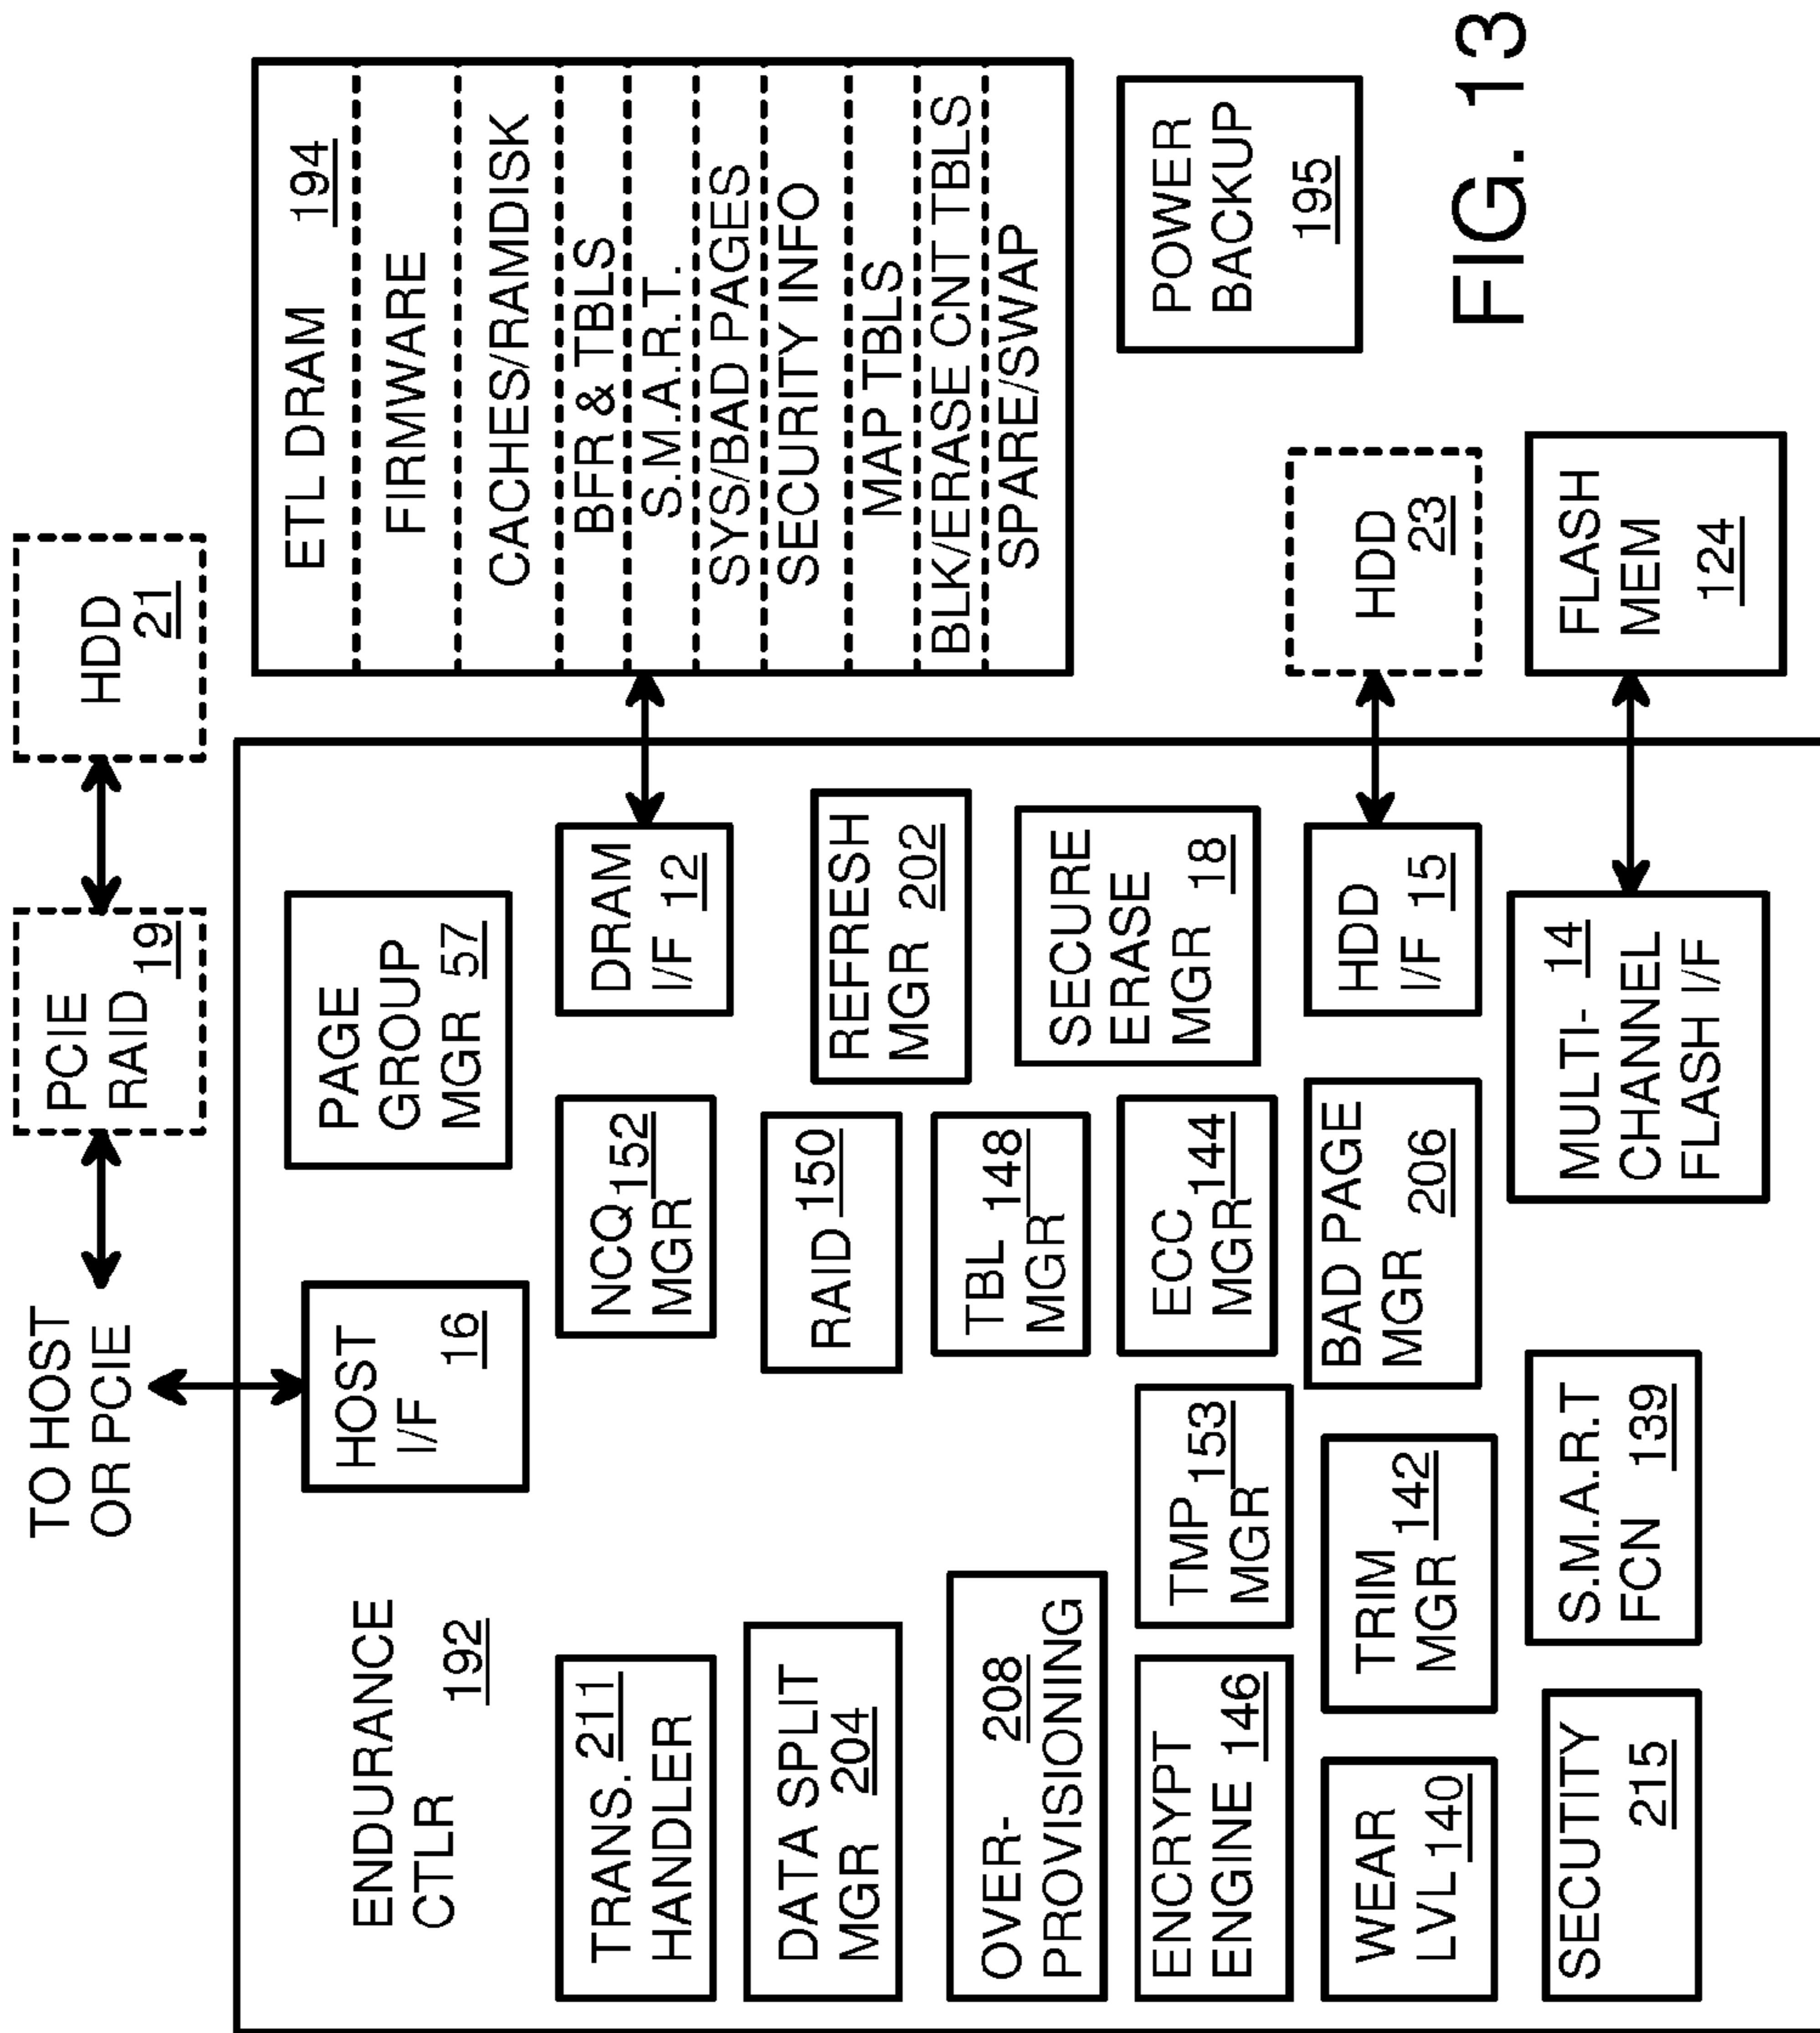 TO HOST
OR PCIE
PCIE
RAID 19
HDD
21
ENDURANCE
CTLR
192
HOST
I/F 16
PAGE
GROUP
MGR 57
TRANS. 211
HANDLER
NCQ 152
MGR
DRAM
I/F 12
DATA SPLIT
MGR 204
RAID 150
REFRESH
MGR 202
OVER- 208
PROVISIONING
TBL 148
MGR
SECURE
ERASE
MGR 18
ENCRYPT
ENGINE 146
TMP 153
MGR
ECC 144
MGR
WEAR
LVL 140
TRIM
MGR 142
BAD PAGE
MGR 206
HDD
I/F 15
SECUTITY
215
S.M.A.R.T
FCN 139
MULTI- 14
CHANNEL
FLASH I/F
ETL DRAM 194
FIRMWARE
CACHES/RAMDISK
BFR & TBLS
S.M.A.R.T.
SYS/BAD PAGES
SECURITY INFO
MAP TBLS
BLK/ERASE CNT TBLS
SPARE/SWAP
POWER
BACKUP
195
HDD
23
FLASH
MEM
124
FIG. 13